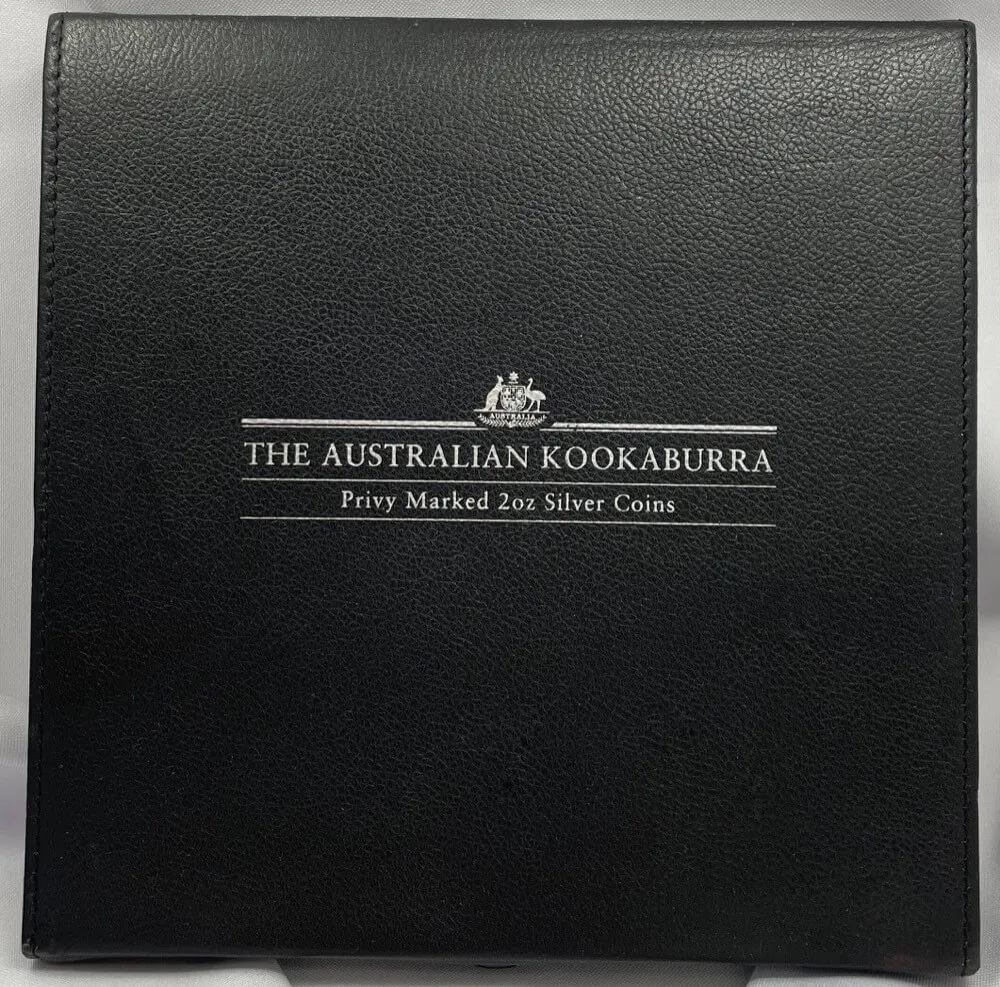 AUSTRALIA
THE AUSTRALIAN KOOKABURRA
Privy Marked 2oz Silver Coins